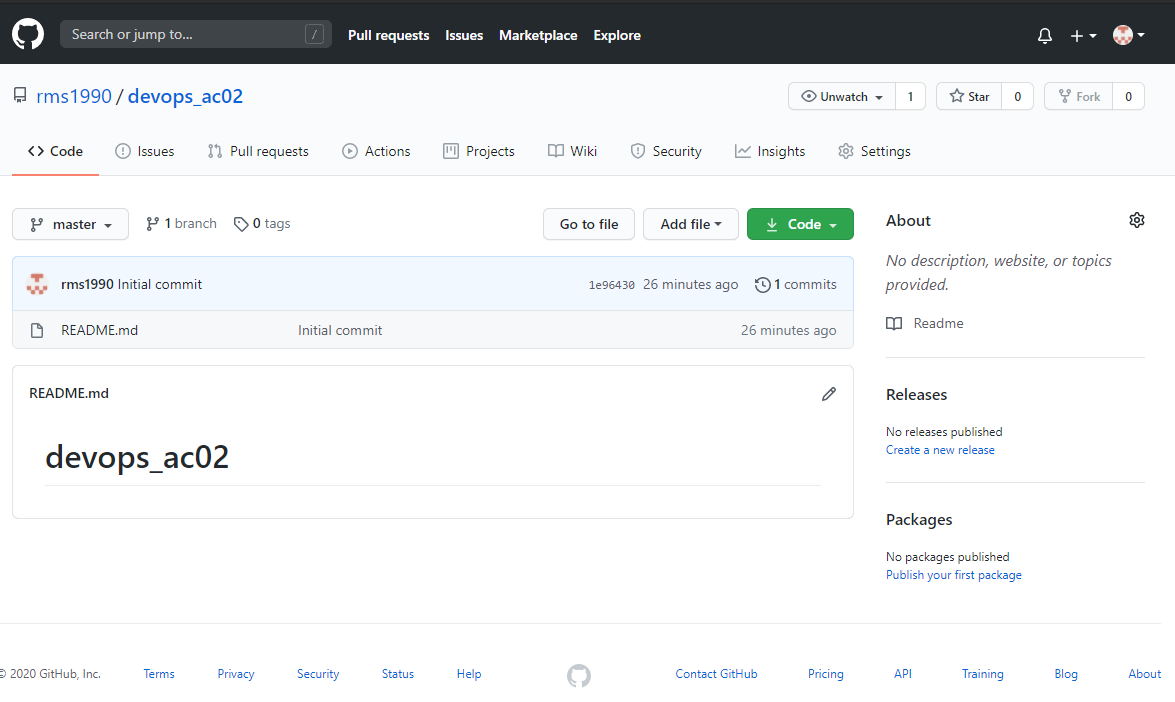 Search or jump to... / Pull requests Issues Marketplace Explore
rms1990 / devops_ac02 Unwatch 1 Star 0 Fork 0
Code Issues Pull requests Actions Projects Wiki Security Insights Settings
master 1 branch 0 tags Go to file Add file Code
rms1990 Initial commit 1e96430 26 minutes ago 1 commits
README.md Initial commit 26 minutes ago
README.md
devops_ac02
About
No description, website, or topics
provided.
Readme
Releases
No releases published
Create a new release
Packages
No packages published
Publish your first package
© 2020 GitHub, Inc. Terms Privacy Security Status Help Contact GitHub Pricing API Training Blog About